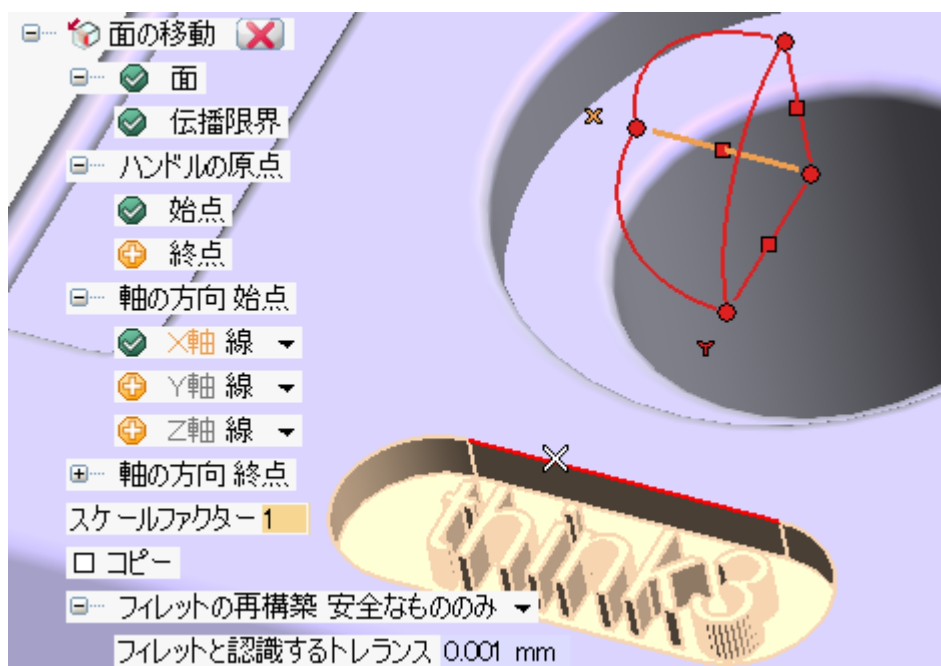 面の移動
面
伝播限界
ハンドルの原点
始点
終点
軸の方向 始点
X軸 線
Y軸 線
Z軸 線
軸の方向 終点
スケールファクター 1
コピー
フィレットの再構築 安全なもののみ
フィレットと認識するトレランス 0.001 mm
X
Y
think3